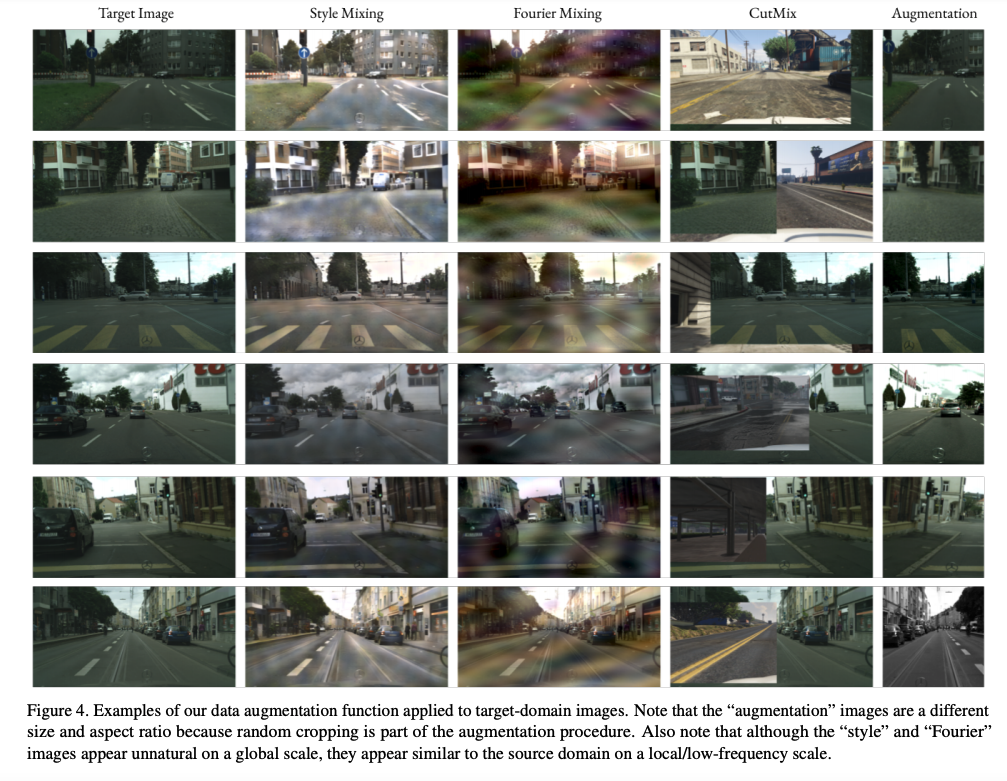 Target Image Style Mixing Fourier Mixing CutMix Augmentation
Figure 4. Examples of our data augmentation function applied to target-domain images. Note that the “augmentation” images are a different
size and aspect ratio because random cropping is part of the augmentation procedure. Also note that although the “style” and “Fourier”
images appear unnatural on a global scale, they appear similar to the source domain on a local/low-frequency scale.